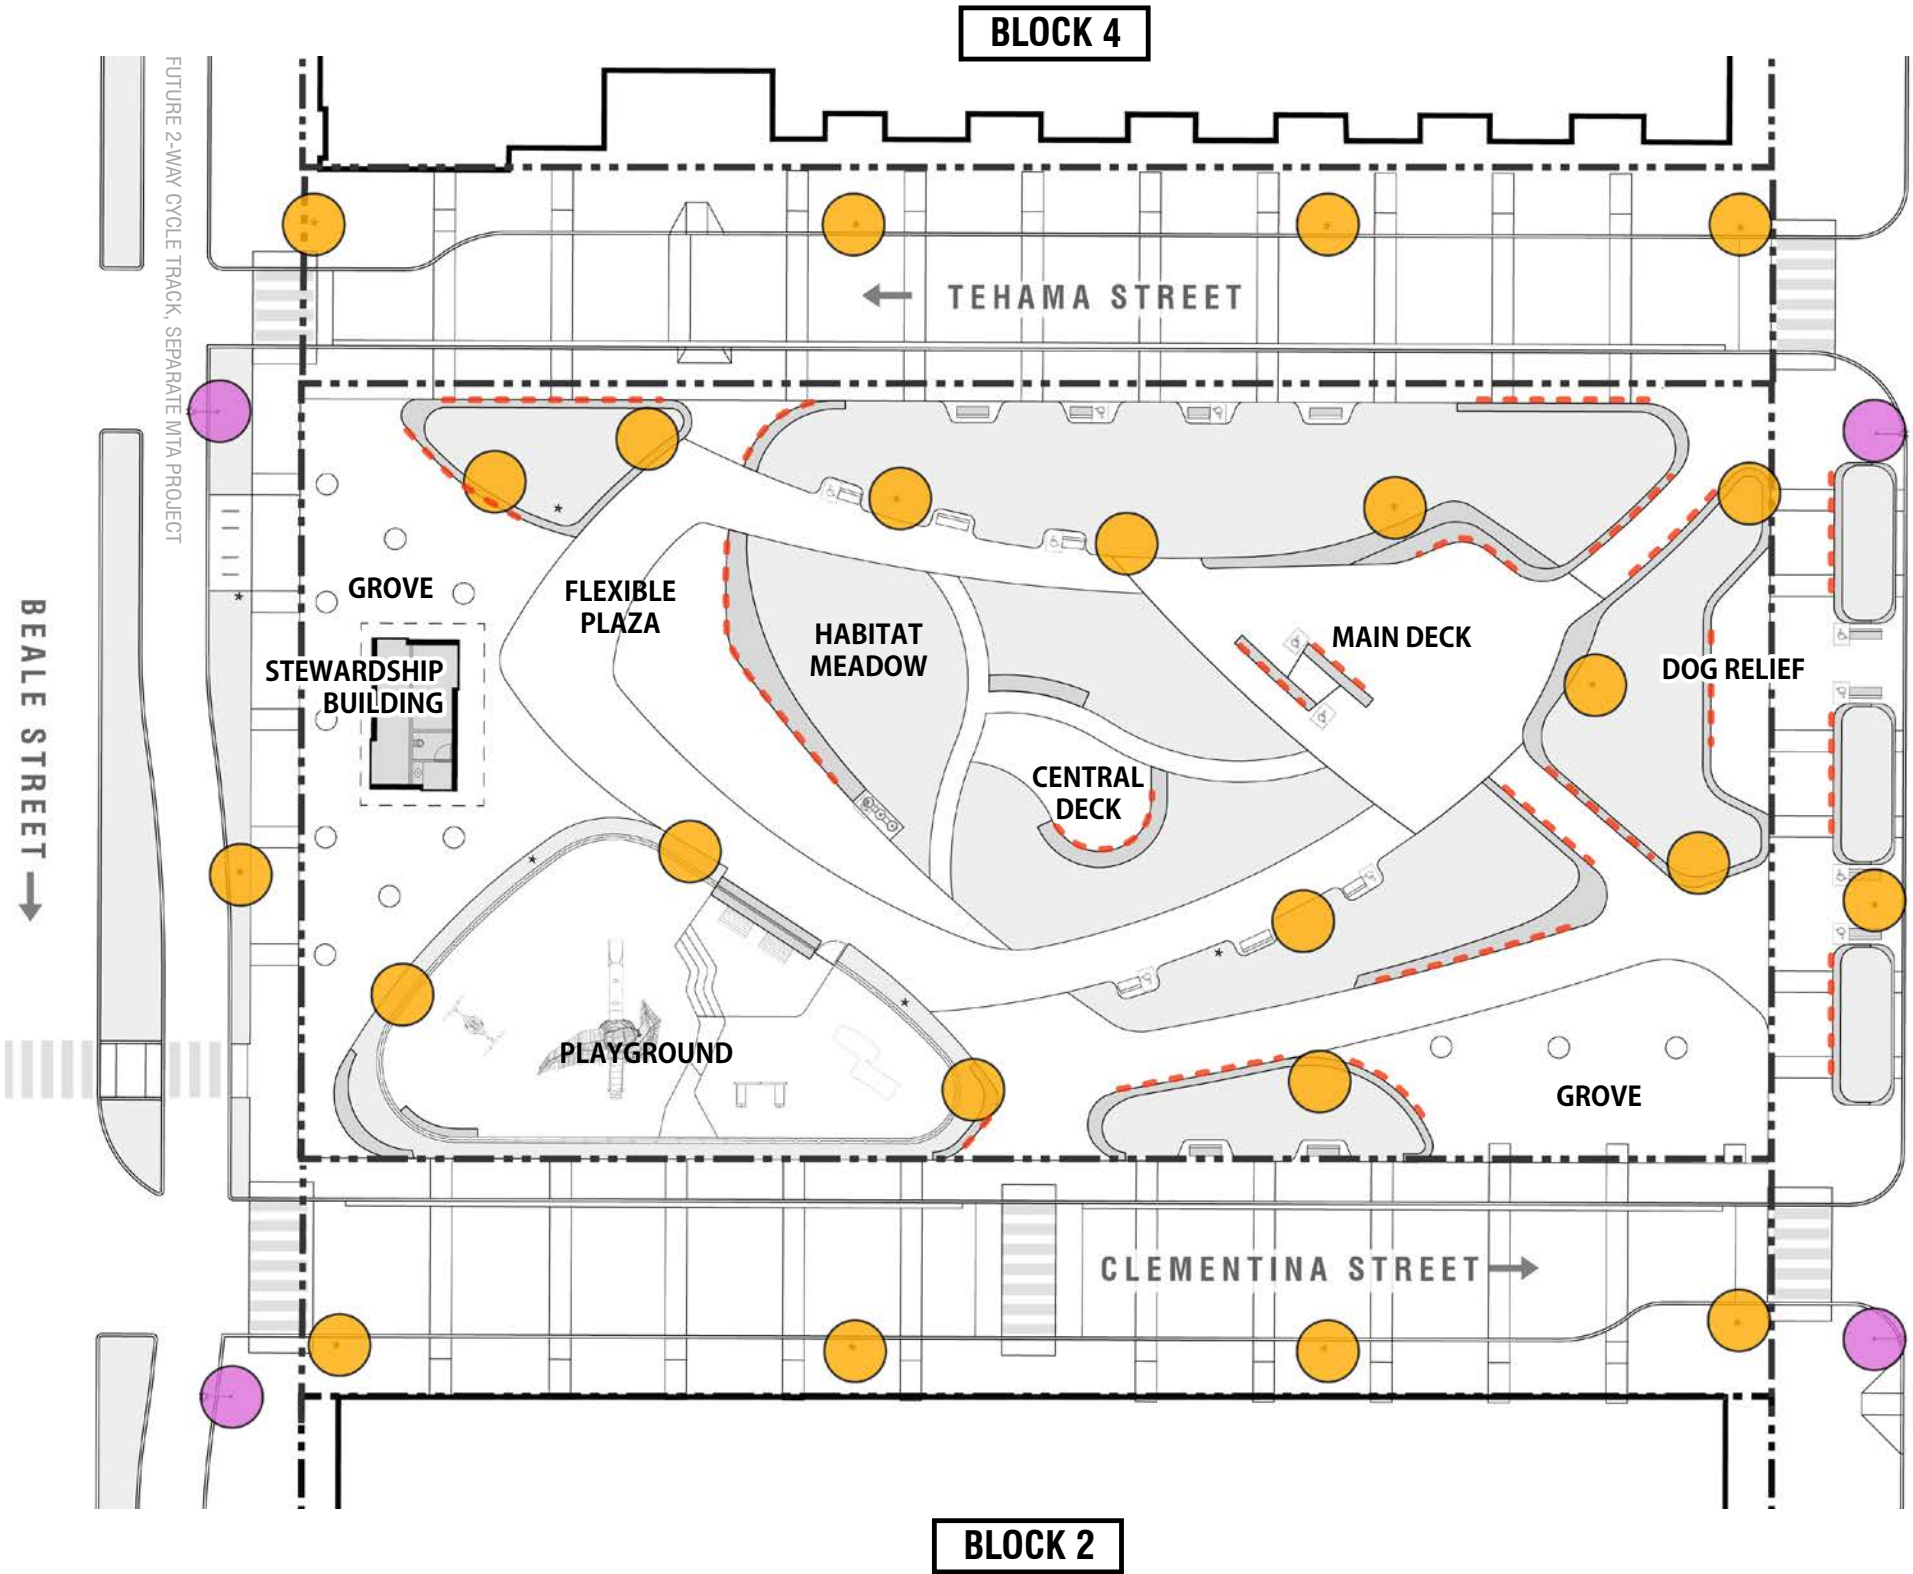 BLOCK 4
FUTURE 2-WAY CYCLE TRACK, SEPARATE MTA PROJECT
TEHAMA STREET
GROVE
FLEXIBLE
PLAZA
HABITAT
MEADOW
MAIN DECK
DOG RELIEF
STEWARDSHIP
BUILDING
BEALE STREET
CENTRAL
DECK
PLAYGROUND
GROVE
CLEMENTINA STREET
BLOCK 2